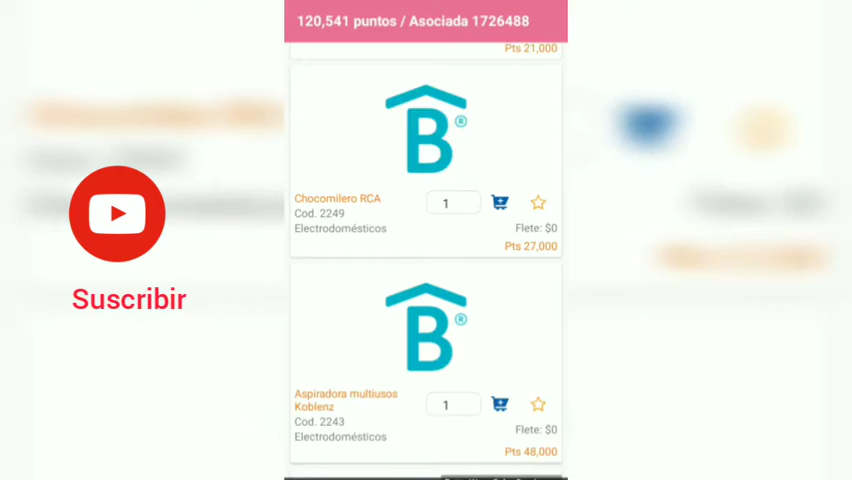 120,541 puntos / Asociada 1726488
Pts 21,000
B®
Chocomilero RCA
1
Cod. 2249
Electrodomésticos
Flete: $0
Pts 27,000
Suscribir
B®
Aspiradora multiusos
Koblenz
1
Cod. 2243
Electrodomésticos
Flete: $0
Pts 48,000